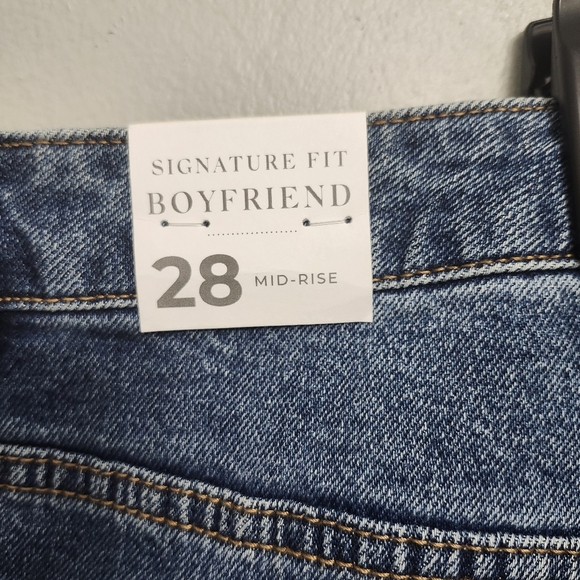 SIGNATURE FIT
BOYFRIEND
28 MID-RISE